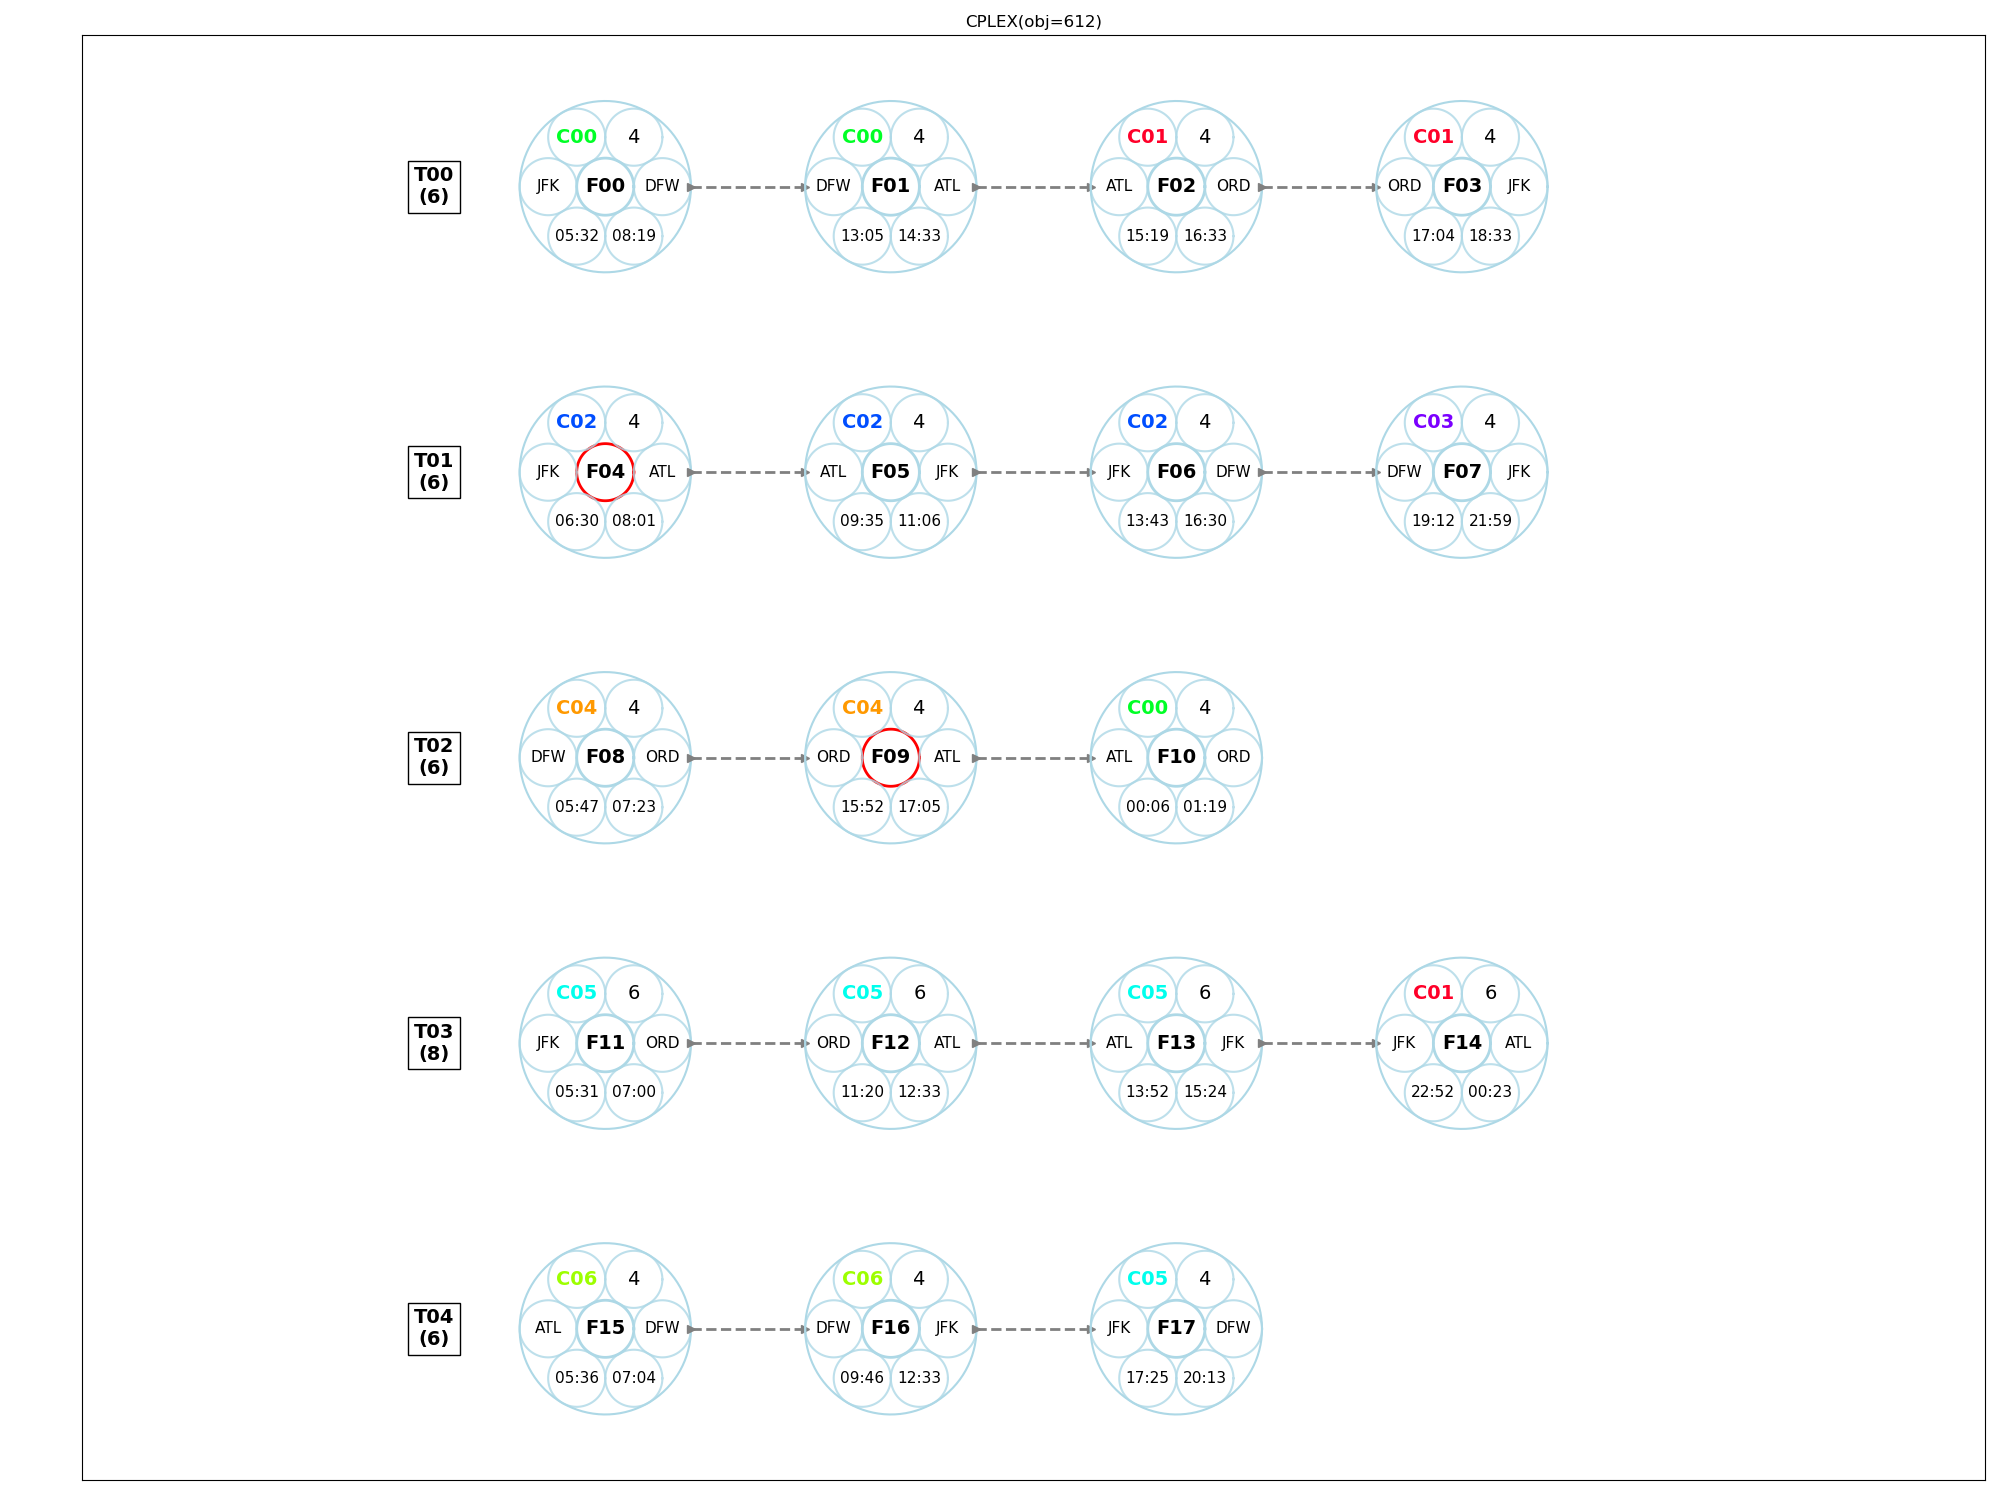 CPLEX(obj=612)
T00
(6)
C00 4
JFK F00 DFW
05:32 08:19
C00 4
DFW F01 ATL
13:05 14:33
C01 4
ATL F02 ORD
15:19 16:33
C01 4
ORD F03 JFK
17:04 18:33
T01
(6)
C02 4
JFK F04 ATL
06:30 08:01
C02 4
ATL F05 JFK
09:35 11:06
C02 4
JFK F06 DFW
13:43 16:30
C03 4
DFW F07 JFK
19:12 21:59
T02
(6)
C04 4
DFW F08 ORD
05:47 07:23
C04 4
ORD F09 ATL
15:52 17:05
C00 4
ATL F10 ORD
00:06 01:19
T03
(8)
C05 6
JFK F11 ORD
05:31 07:00
C05 6
ORD F12 ATL
11:20 12:33
C05 6
ATL F13 JFK
13:52 15:24
C01 6
JFK F14 ATL
22:52 00:23
T04
(6)
C06 4
ATL F15 DFW
05:36 07:04
C06 4
DFW F16 JFK
09:46 12:33
C05 4
JFK F17 DFW
17:25 20:13